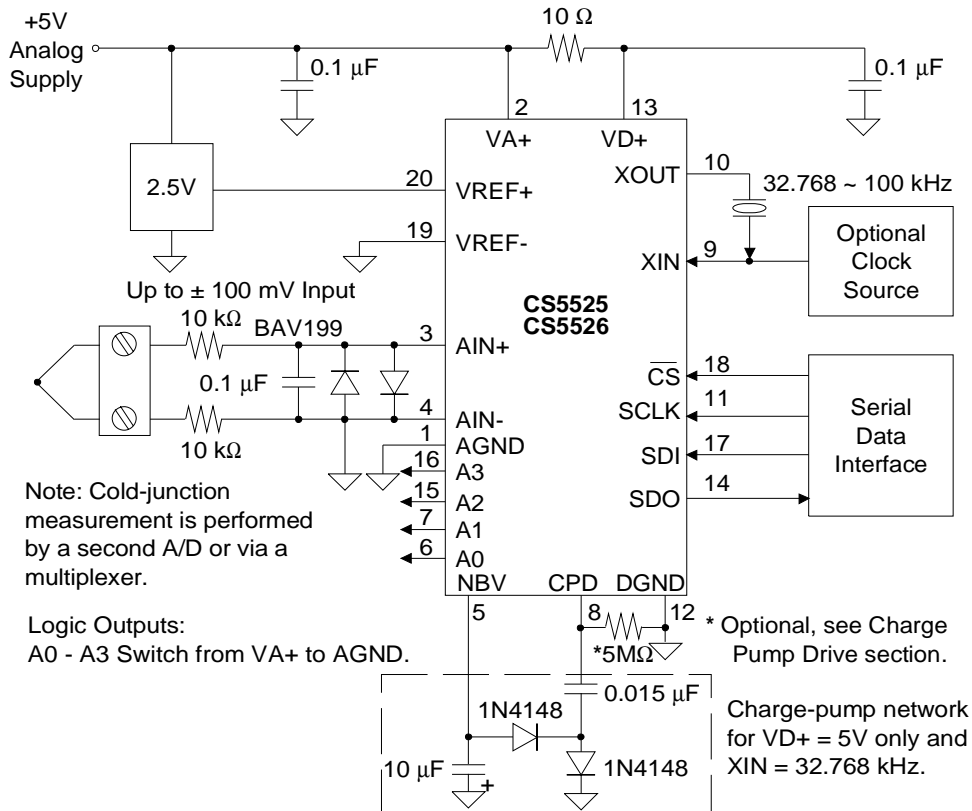 +5V
Analog
Supply
10 Ω
0.1 µF
0.1 µF
2
13
VA+
VD+
2.5V
20
VREF+
XOUT
10
32.768 ~ 100 kHz
19
VREF-
XIN
9
Optional
Clock
Source
Up to ± 100 mV Input
CS5525
CS5526
10 kΩ
BAV199
3
AIN+
0.1 µF
CS
18
SCLK
11
Serial
Data
Interface
4
AIN-
10 kΩ
1
AGND
SDI
17
16
A3
SDO
14
15
A2
7
A1
6
A0
Note: Cold-junction
measurement is performed
by a second A/D or via a
multiplexer.
NBV
CPD
DGND
5
8
12
Logic Outputs:
A0 - A3 Switch from VA+ to AGND.
*5MΩ
* Optional, see Charge
Pump Drive section.
0.015 µF
1N4148
10 µF
+
1N4148
Charge-pump network
for VD+ = 5V only and
XIN = 32.768 kHz.